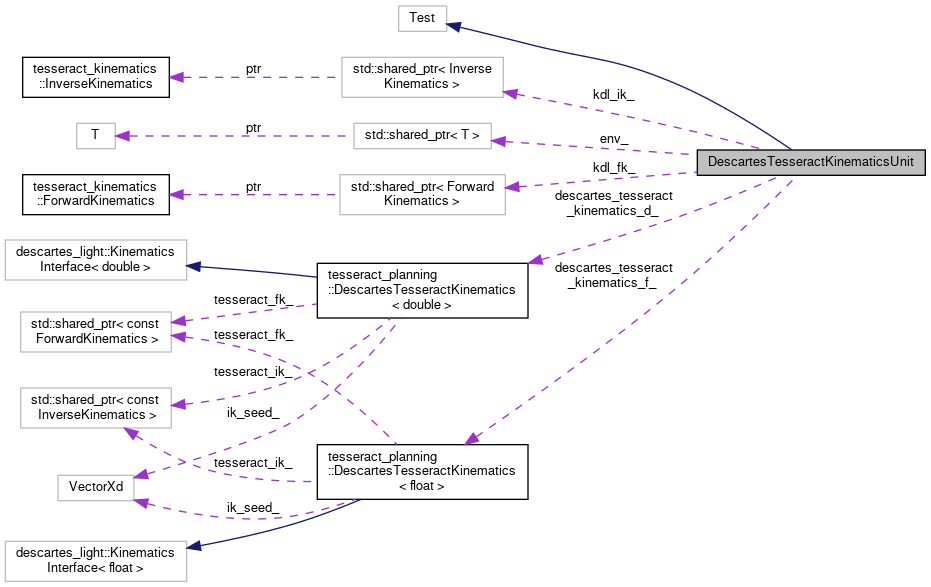 Test
tesseract_kinematics
::InverseKinematics
ptr
std::shared_ptr< Inverse
Kinematics >
kdl_ik_
T
ptr
std::shared_ptr< T >
env_
DescartesTesseractKinematicsUnit
tesseract_kinematics
::ForwardKinematics
ptr
std::shared_ptr< Forward
Kinematics >
kdl_fk_
descartes_tesseract
_kinematics_d_
descartes_light::Kinematics
Interface< double >
tesseract_planning
::DescartesTesseractKinematics
< double >
descartes_tesseract
_kinematics_f_
tesseract_fk_
std::shared_ptr< const
ForwardKinematics >
tesseract_fk_
tesseract_ik_
std::shared_ptr< const
InverseKinematics >
ik_seed_
tesseract_planning
::DescartesTesseractKinematics
< float >
tesseract_ik_
VectorXd
ik_seed_
descartes_light::Kinematics
Interface< float >